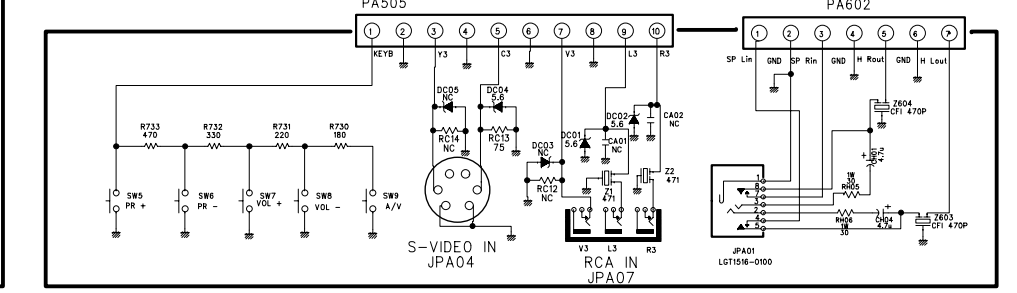 PA505
PA602
1 2 3 4 5 6 7 8 9 10
1 2 3 4 5 6 7
KEYB Y3 C3 V3 L3 R3
SP Lin GND SP Rin GND H Rout GND H Lout
DC05 NC
DC04 5.6
RC14 NC
RC13 75
DC03 NC
RC12 NC
DC01 5.6
DC02 5.6
CA01 NC
CA02 NC
Z1 471
Z2 471
R733 470
R732 330
R731 220
R730 180
SW5 PR +
SW6 PR -
SW7 VOL +
SW8 VOL -
SW9 A/V
S-VIDEO IN
JPA04
V3 L3 R3
RCA IN
JPA07
Z604
CFI 470P
CH01
4.7u
1W
30
RH05
RH06
1W
30
CH04
4.7u
Z603
CFI 470P
JPA01
LGT1516-0100